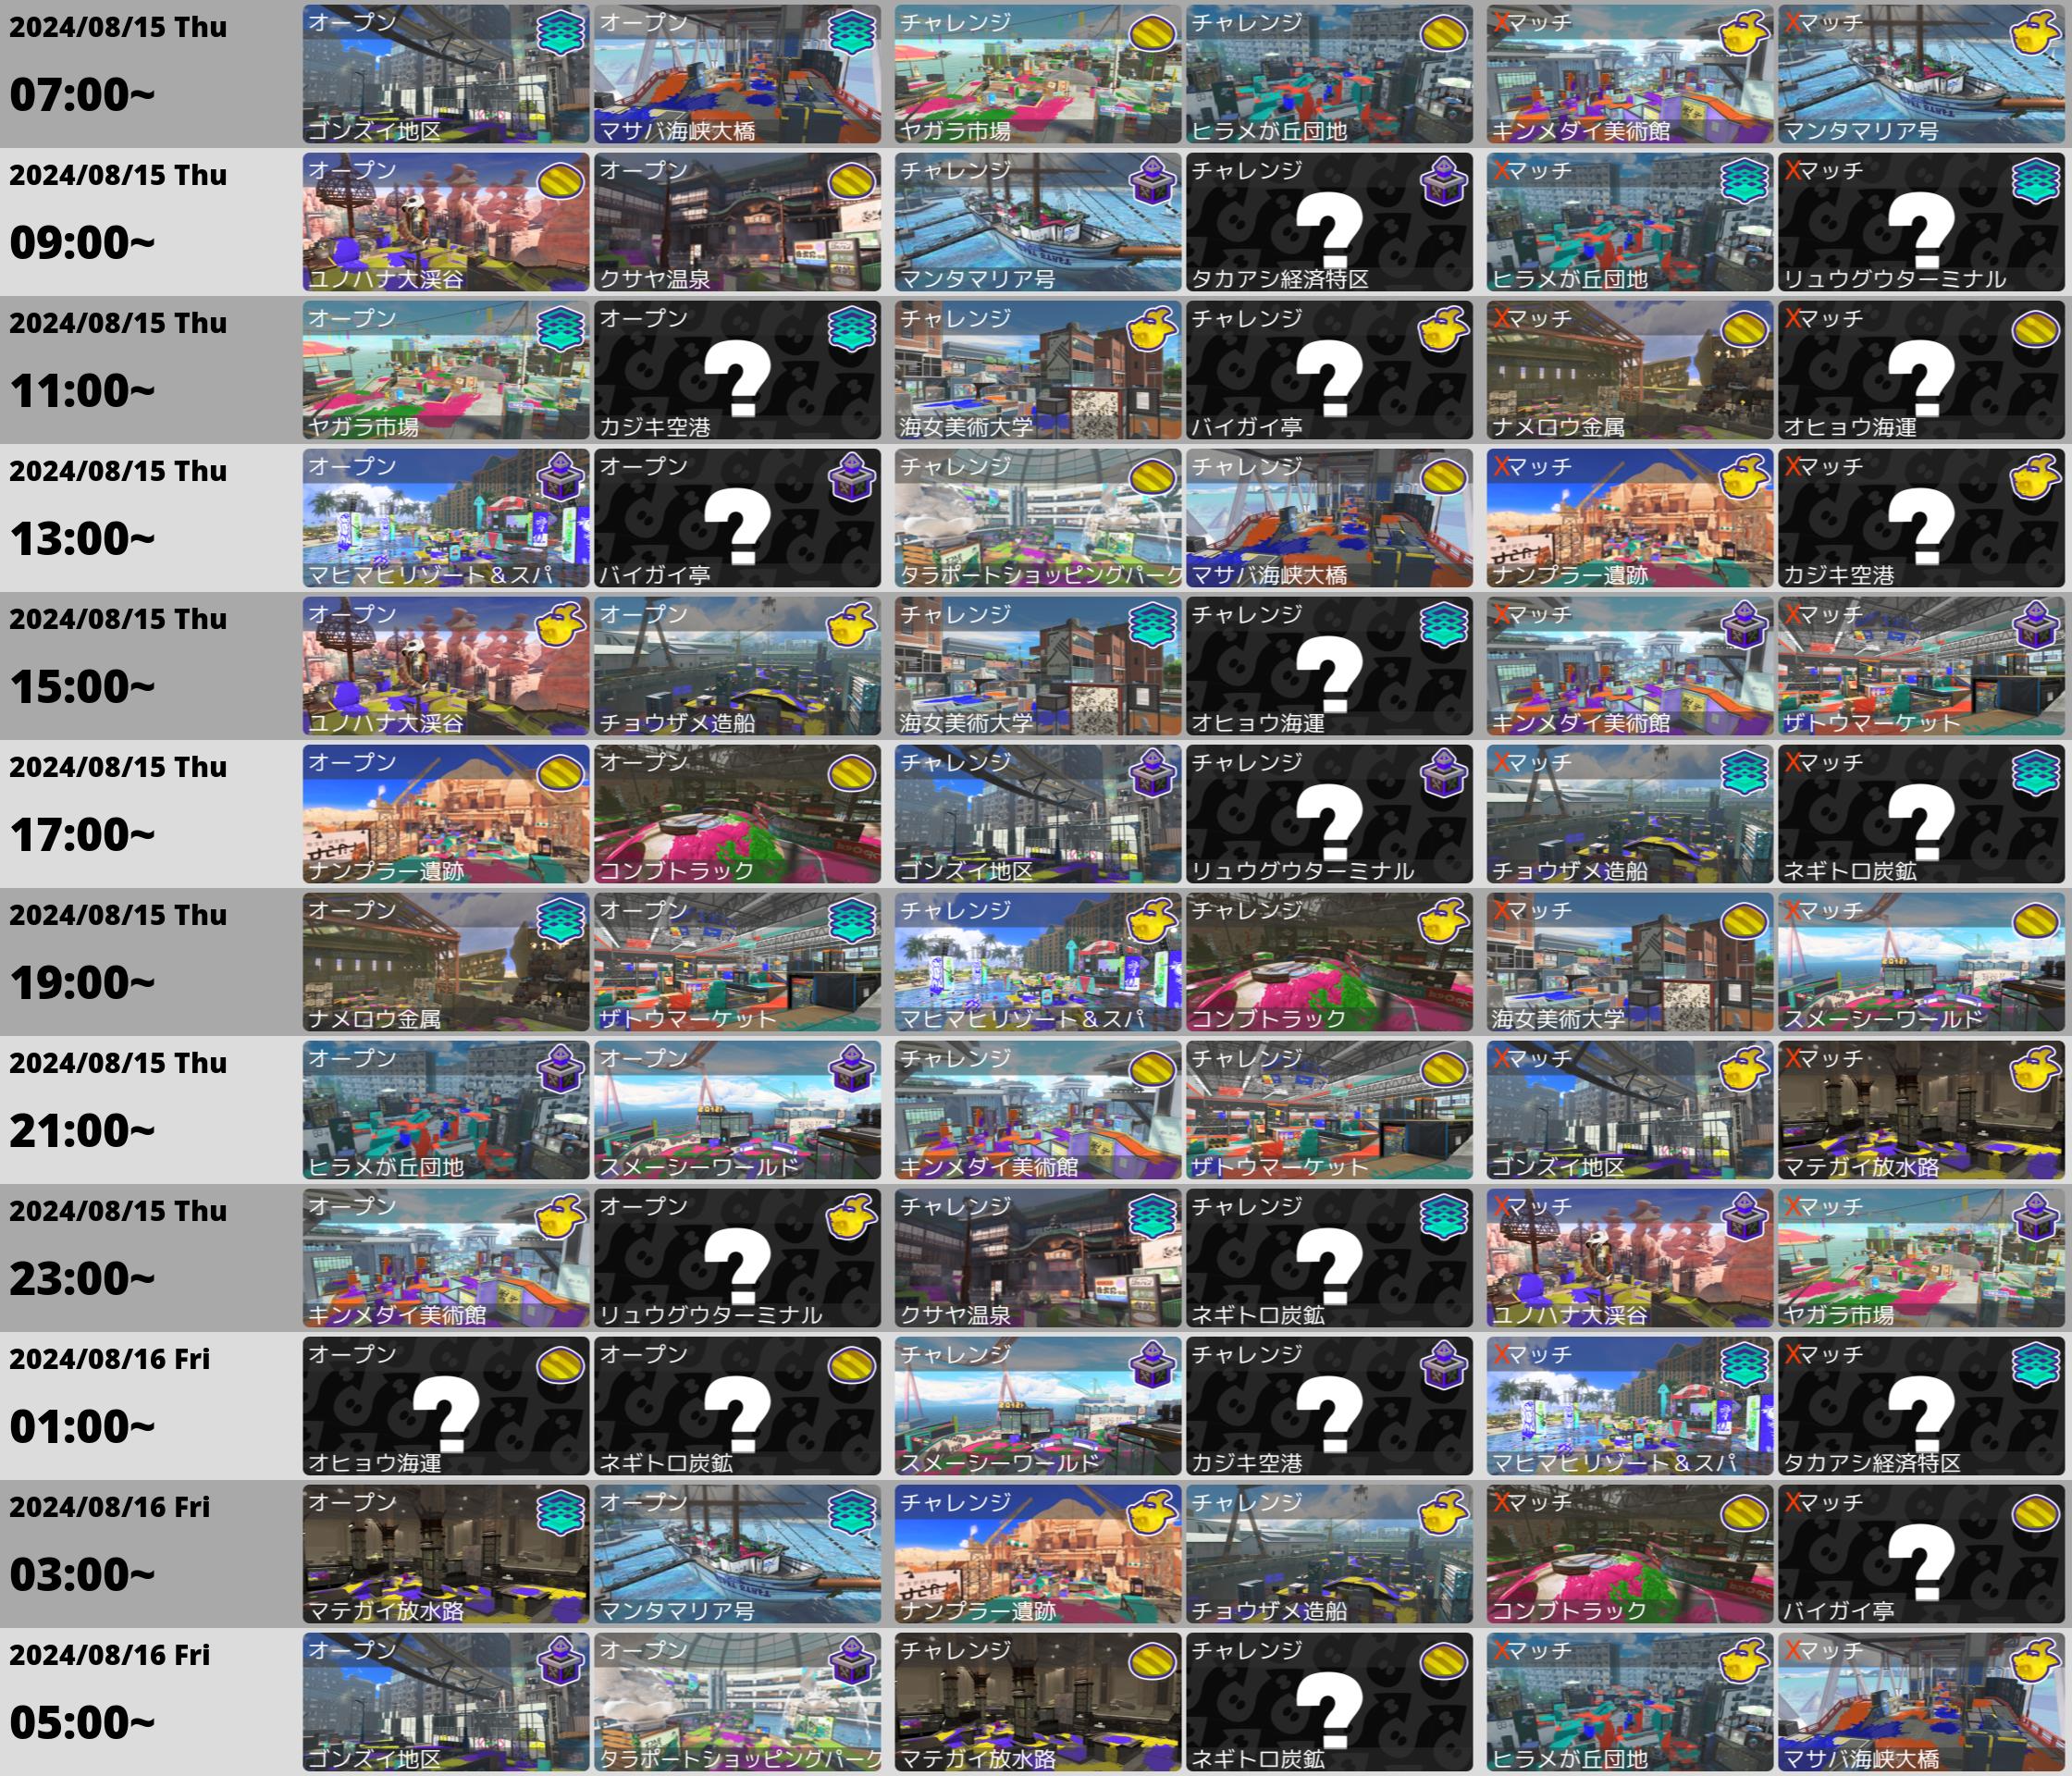 2024/08/15 Thu
07:00~
オープン オープン チャレンジ チャレンジ Xマッチ Xマッチ
ゴンズイ地区 マサバ海峡大橋 ヤガラ市場 ヒラメが丘団地 キンメダイ美術館 マンタマリア号
2024/08/15 Thu
09:00~
オープン オープン チャレンジ チャレンジ Xマッチ Xマッチ
?
?
ユノハナ大渓谷 クサヤ温泉 マンタマリア号 タカアシ経済特区 ヒラメが丘団地 リュウグウターミナル
2024/08/15 Thu
11:00~
オープン オープン チャレンジ チャレンジ Xマッチ Xマッチ
?
?
?
ヤガラ市場 カジキ空港 海女美術大学 バイガイ亭 ナメロウ金属 オヒョウ海運
2024/08/15 Thu
13:00~
オープン オープン チャレンジ チャレンジ Xマッチ Xマッチ
?
?
マヒマヒリゾート&スパ バイガイ亭 タラポートショッピングパーク マサバ海峡大橋 ナンプラー遺跡 カジキ空港
2024/08/15 Thu
15:00~
オープン オープン チャレンジ チャレンジ Xマッチ Xマッチ
?
ユノハナ大渓谷 チョウザメ造船 海女美術大学 オヒョウ海運 キンメダイ美術館 ザトウマーケット
2024/08/15 Thu
17:00~
オープン オープン チャレンジ チャレンジ Xマッチ Xマッチ
?
?
ナンプラー遺跡 コンブトラック ゴンズイ地区 リュウグウターミナル チョウザメ造船 ネギトロ炭鉱
2024/08/15 Thu
19:00~
オープン オープン チャレンジ チャレンジ Xマッチ Xマッチ
ナメロウ金属 ザトウマーケット マヒマヒリゾート&スパ コンブトラック 海女美術大学 スメーシーワールド
2024/08/15 Thu
21:00~
オープン オープン チャレンジ チャレンジ Xマッチ Xマッチ
ヒラメが丘団地 スメーシーワールド キンメダイ美術館 ザトウマーケット ゴンズイ地区 マテガイ放水路
2024/08/15 Thu
23:00~
オープン オープン チャレンジ チャレンジ Xマッチ Xマッチ
?
?
キンメダイ美術館 リュウグウターミナル クサヤ温泉 ネギトロ炭鉱 ユノハナ大渓谷 ヤガラ市場
2024/08/16 Fri
01:00~
オープン オープン チャレンジ チャレンジ Xマッチ Xマッチ
?
?
?
?
オヒョウ海運 ネギトロ炭鉱 スメーシーワールド カジキ空港 マヒマヒリゾート&スパ タカアシ経済特区
2024/08/16 Fri
03:00~
オープン オープン チャレンジ チャレンジ Xマッチ Xマッチ
?
マテガイ放水路 マンタマリア号 ナンプラー遺跡 チョウザメ造船 コンブトラック バイガイ亭
2024/08/16 Fri
05:00~
オープン オープン チャレンジ チャレンジ Xマッチ Xマッチ
?
ゴンズイ地区 タラポートショッピングパーク マテガイ放水路 ネギトロ炭鉱 ヒラメが丘団地 マサバ海峡大橋